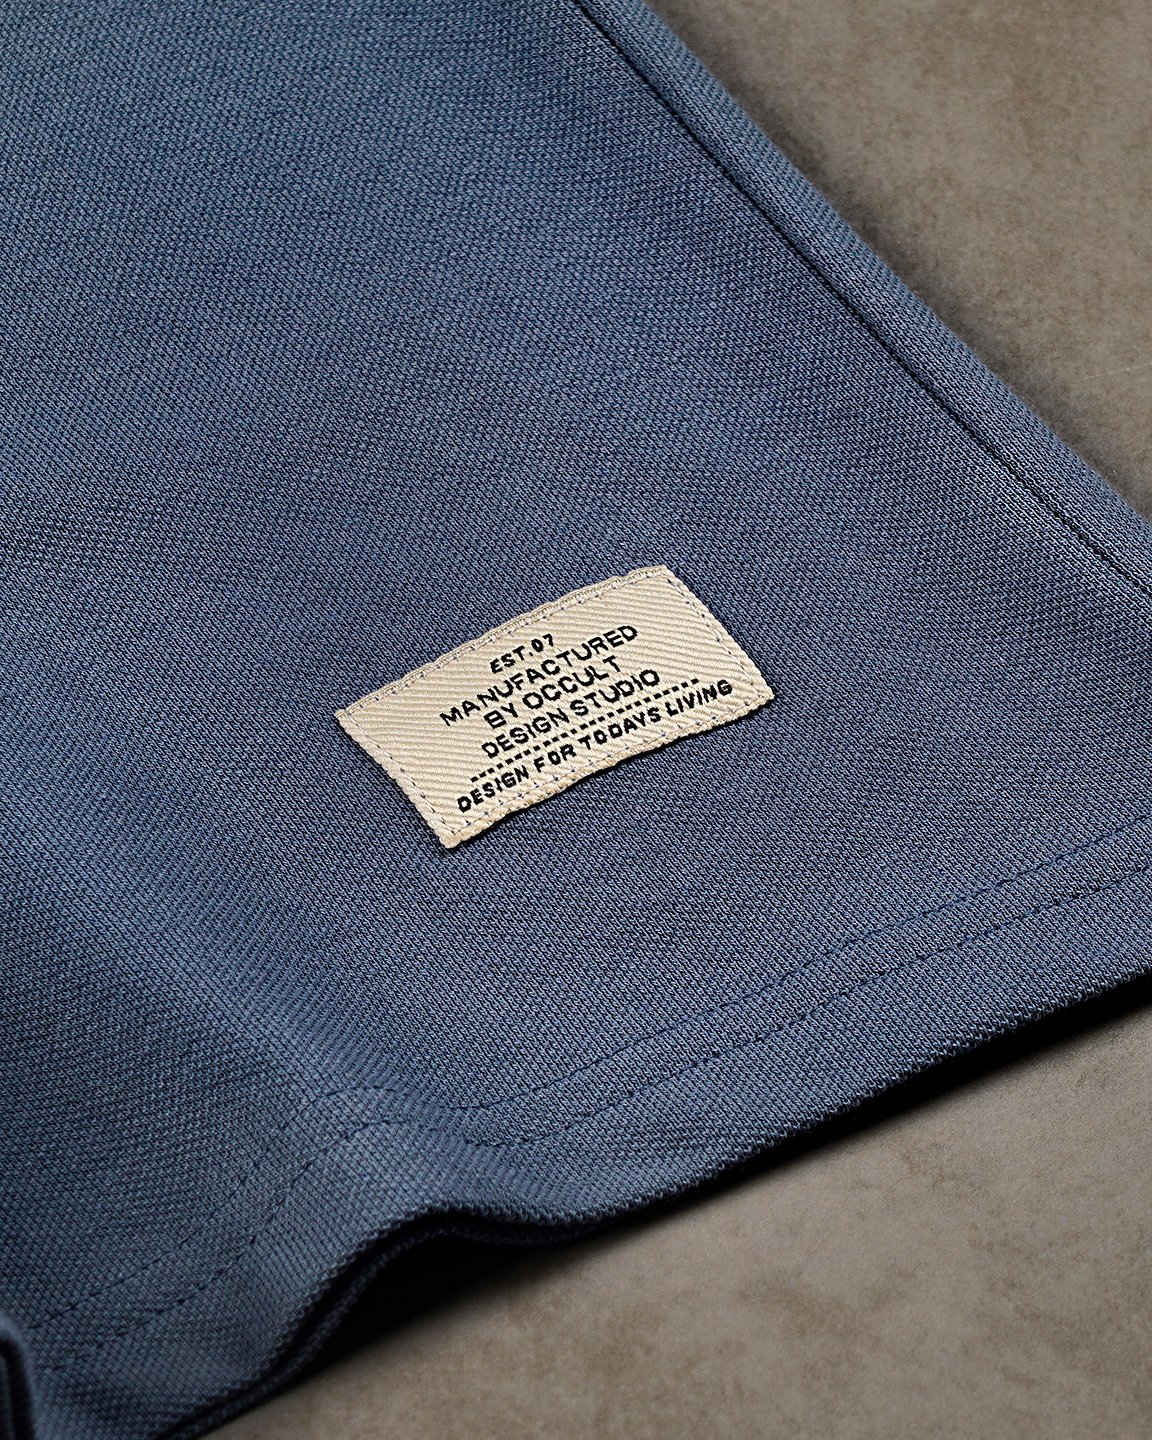 EST.07
MANUFACTURED
BY OCCULT
DESIGN STUDIO
DESIGN FOR TODAYS LIVING